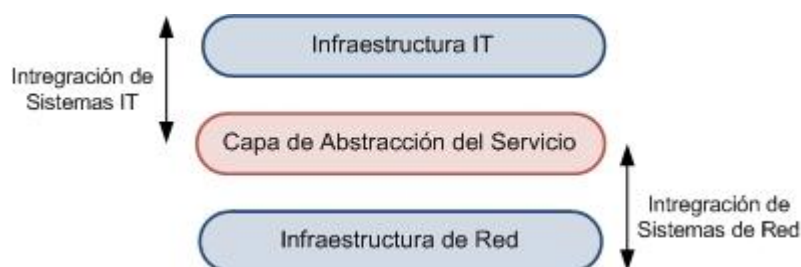 Infraestructura IT
Intregración de
Sistemas IT
Capa de Abstracción del Servicio
Intregración de
Sistemas de Red
Infraestructura de Red